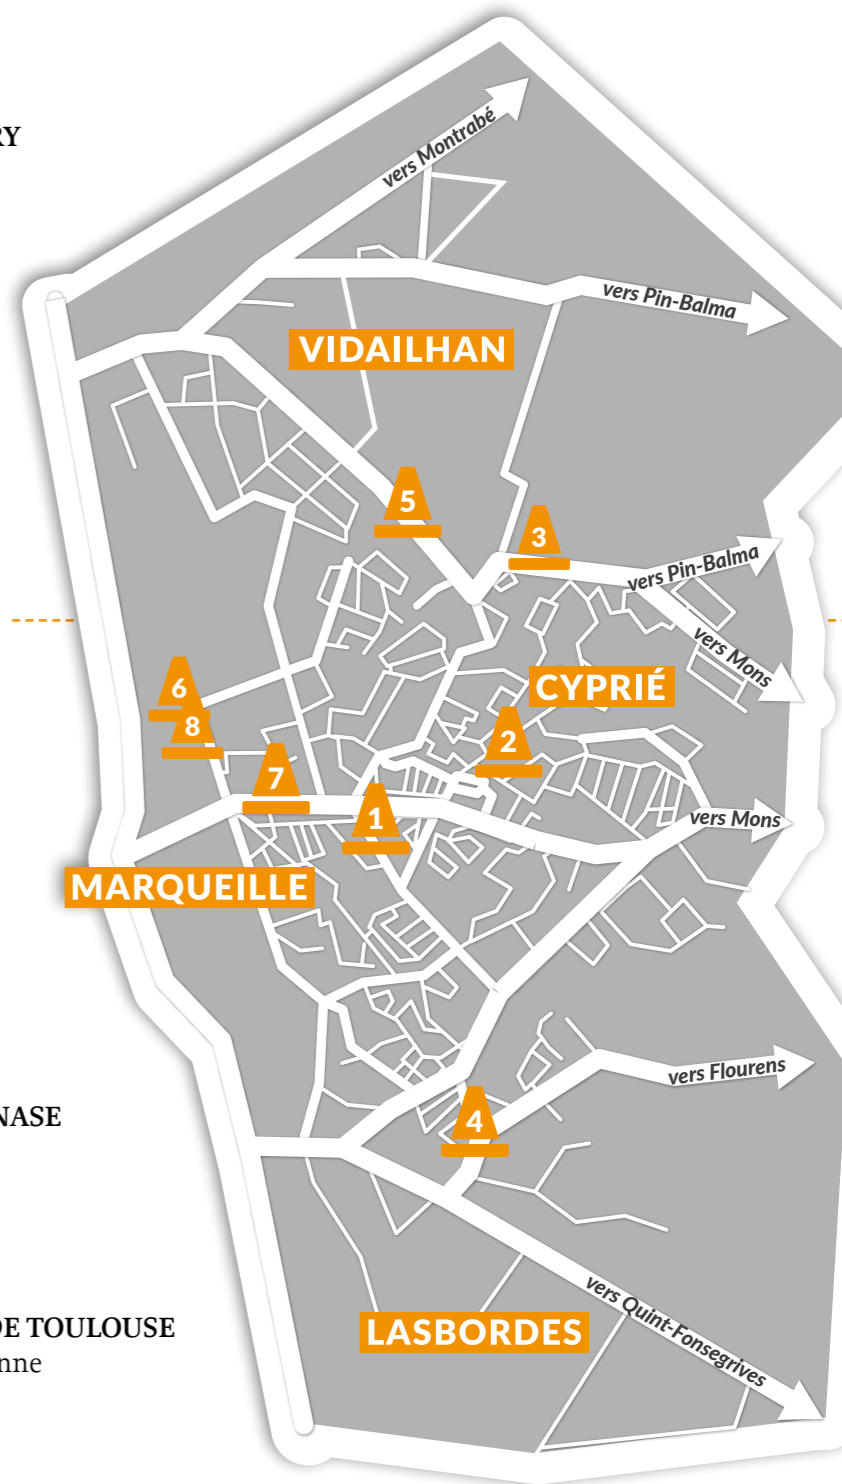 RY
vers Montrabé
vers Pin-Balma
VIDAILHAN
5
3
vers Pin-Balma
vers Mons
CYPRIÉ
6
8
2
7
1
vers Mons
MARQUEILLE
vers Flourens
NASE
4
vers Quint-Fonsegrives
DE TOULOUSE
LASBORDES
nne